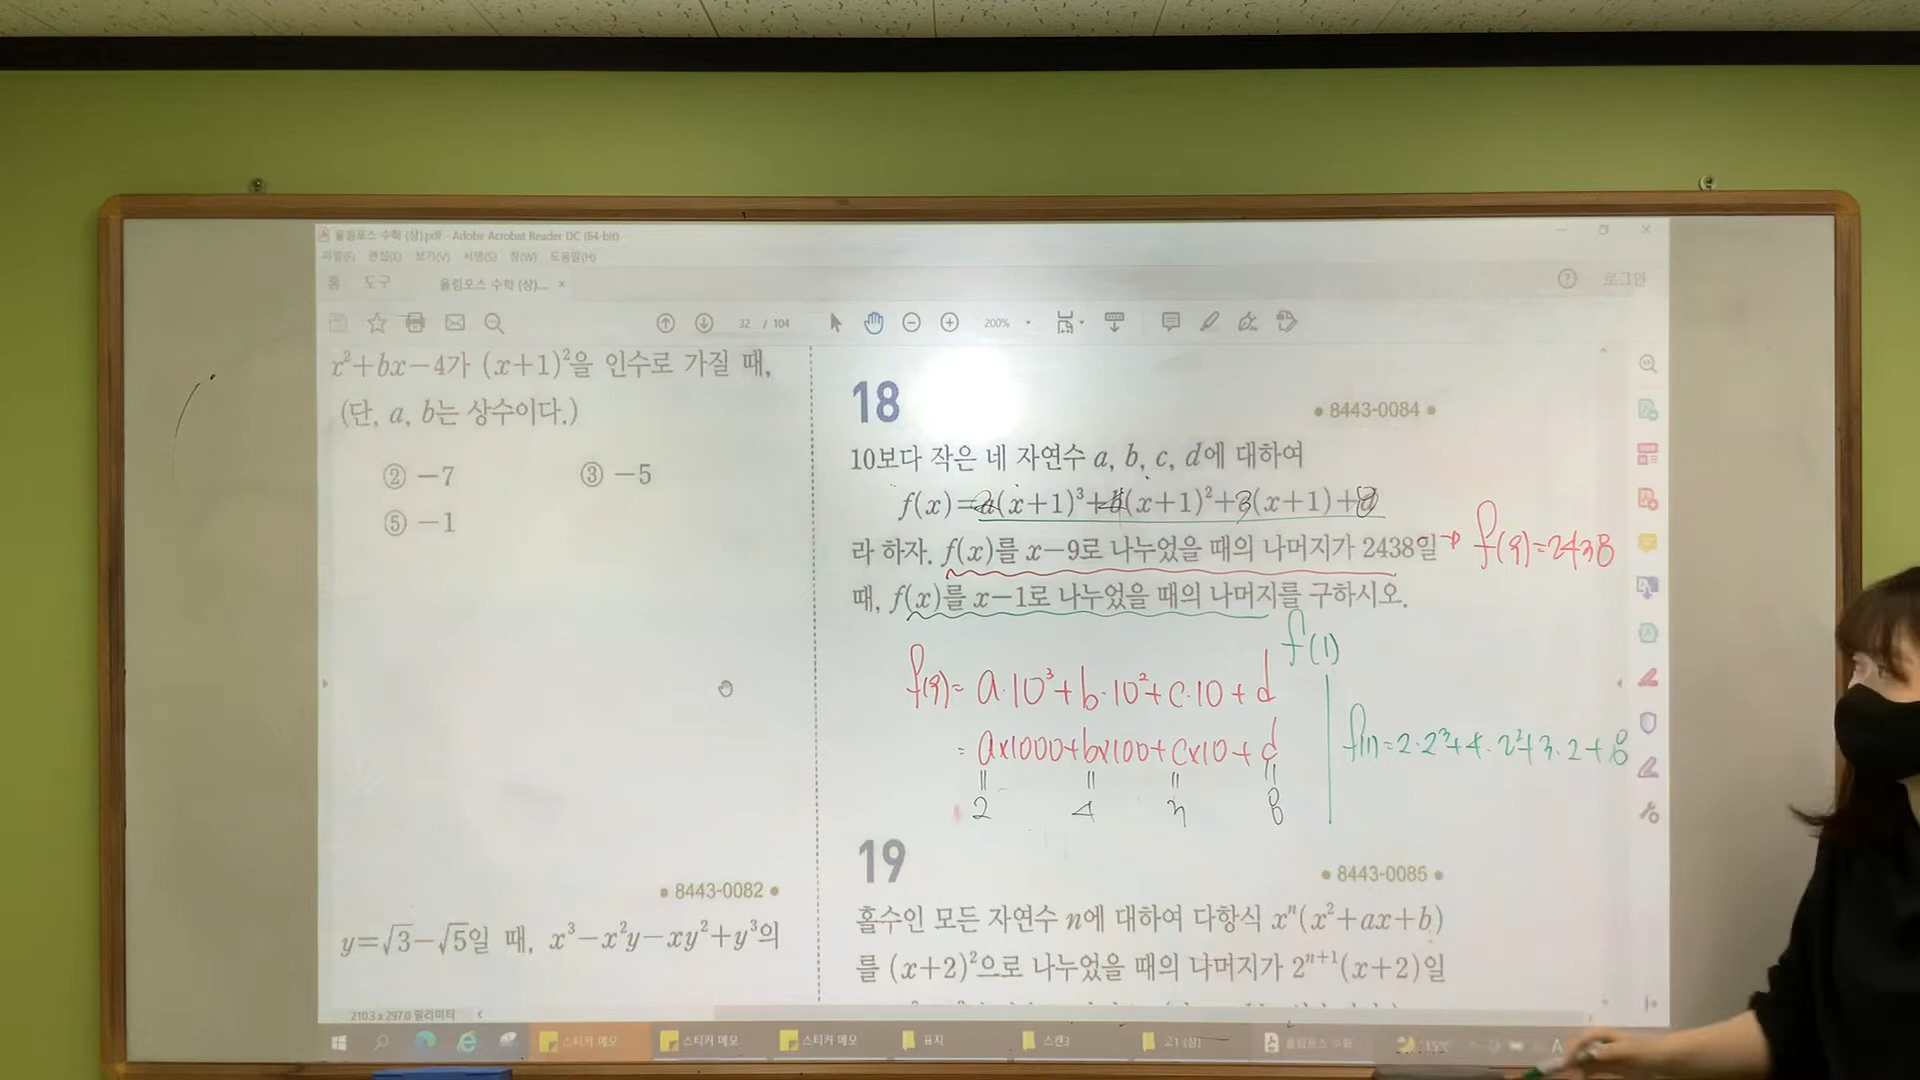 올림포스 수학 (상).pdf - Adobe Acrobat Reader DC (64-bit)
파일(F) 편집(E) 보기(V) 서명(S) 창(W) 도움말(H)
홈 도구 올림포스 수학 (상).... ×
로그인
32 / 104
200%
x²+bx−4가 (x+1)²을 인수로 가질 때,
(단, a, b는 상수이다.)
② −7 ③ −5
⑤ −1
• 8443-0082 •
y=√3−√5일 때, x³−x²y−xy²+y³의
18
• 8443-0084 •
10보다 작은 네 자연수 a, b, c, d에 대하여
f(x)=2(x+1)³+4(x+1)²+3(x+1)+8
라 하자. f(x)를 x−9로 나누었을 때의 나머지가 2438일 → f(9)=2438
때, f(x)를 x−1로 나누었을 때의 나머지를 구하시오.
f(1)
f(9)= a·10³+b·10²+c·10+d
= a×1000+b×100+c×10+d
f(1)=2·2³+4·2²+3·2+8
2 4 3 8
19
• 8443-0085 •
홀수인 모든 자연수 n에 대하여 다항식 xⁿ(x²+ax+b)
를 (x+2)²으로 나누었을 때의 나머지가 2ⁿ⁺¹(x+2)일
210.3 x 297.0 밀리미터
스티커 메모 스티커 메모 스티커 메모 표지 스캔3 고1 (상) 올림포스 수학 15°C A